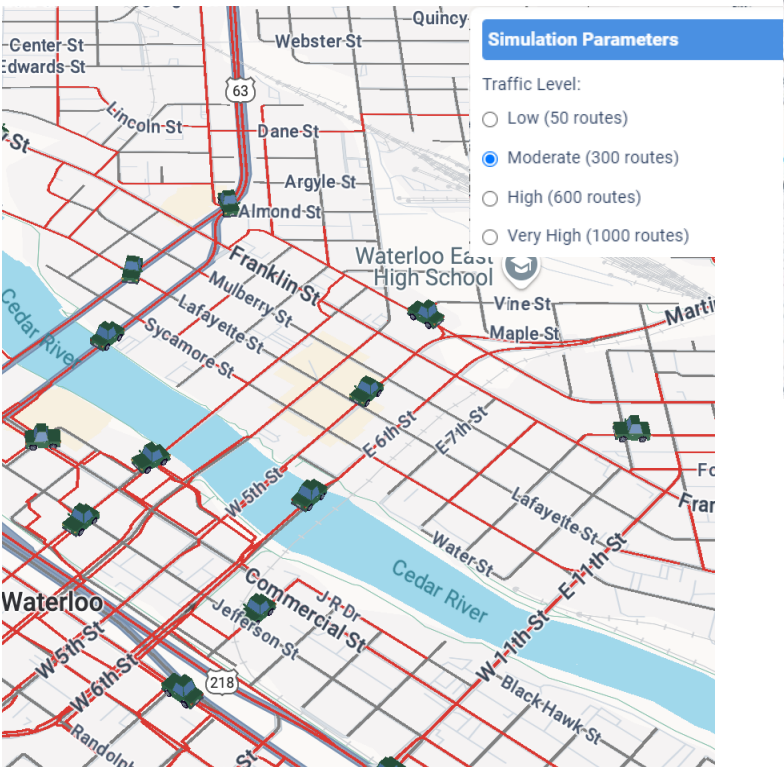 Quincy
Center St
Webster St
Edwards St
Simulation Parameters
63
Traffic Level:
Lincoln St
Dane St
Low (50 routes)
St
Moderate (300 routes)
Argyle St
High (600 routes)
Almond St
Very High (1000 routes)
Franklin St
Waterloo East
High School
Mulberry St
Vine St
Lafayette St
Marti
Cedar River
Sycamore St
Maple St
E 6th St
E 7th St
Fo
W 5th St
Lafayette St
Fran
Water St
E 11th St
Cedar River
Waterloo
Commercial St
J R Dr
Jefferson St
W 5th St
W 11th St
W 6th St
218
Black Hawk St
Randolph
St